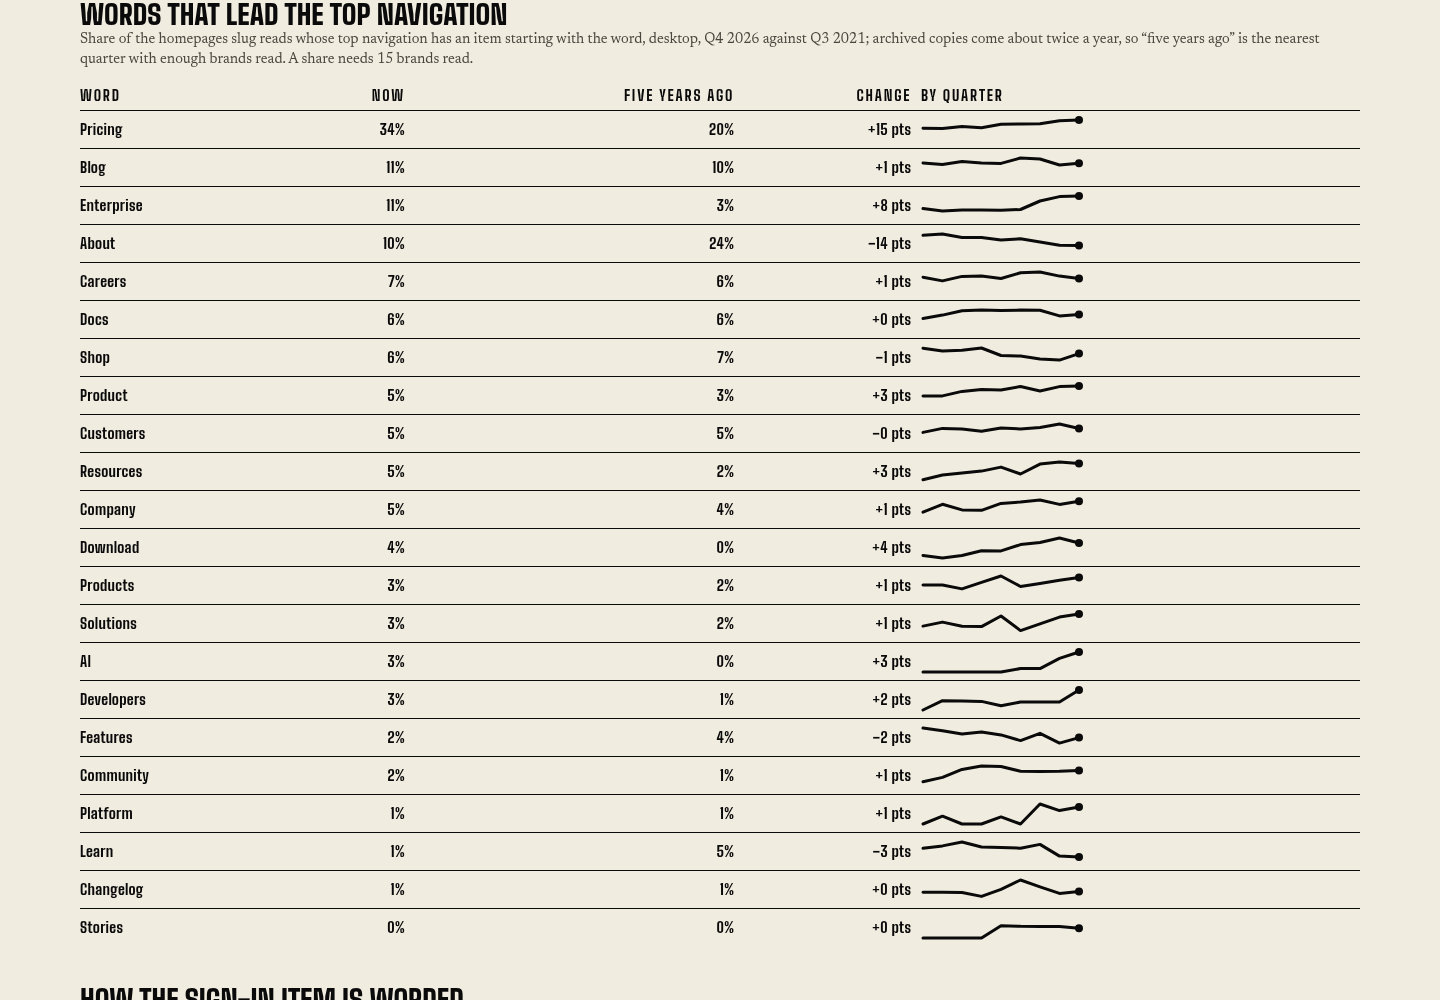 WORDS THAT LEAD THE TOP NAVIGATION
Share of the homepages slug reads whose top navigation has an item starting with the word, desktop, Q4 2026 against Q3 2021; archived copies come about twice a year, so “five years ago” is the nearest
quarter with enough brands read. A share needs 15 brands read.
WORD NOW FIVE YEARS AGO CHANGE BY QUARTER
Pricing 34% 20% +15 pts
Blog 11% 10% +1 pts
Enterprise 11% 3% +8 pts
About 10% 24% −14 pts
Careers 7% 6% +1 pts
Docs 6% 6% +0 pts
Shop 6% 7% −1 pts
Product 5% 3% +3 pts
Customers 5% 5% −0 pts
Resources 5% 2% +3 pts
Company 5% 4% +1 pts
Download 4% 0% +4 pts
Products 3% 2% +1 pts
Solutions 3% 2% +1 pts
AI 3% 0% +3 pts
Developers 3% 1% +2 pts
Features 2% 4% −2 pts
Community 2% 1% +1 pts
Platform 1% 1% +1 pts
Learn 1% 5% −3 pts
Changelog 1% 1% +0 pts
Stories 0% 0% +0 pts
HOW THE SIGN-IN ITEM IS WORDED